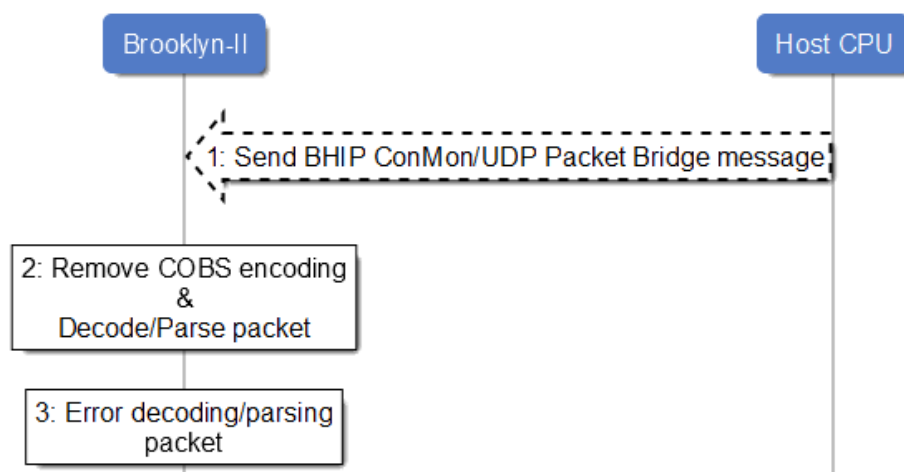 Brooklyn-II
Host CPU
1: Send BHIP ConMon/UDP Packet Bridge message
2: Remove COBS encoding
&
Decode/Parse packet
3: Error decoding/parsing
packet